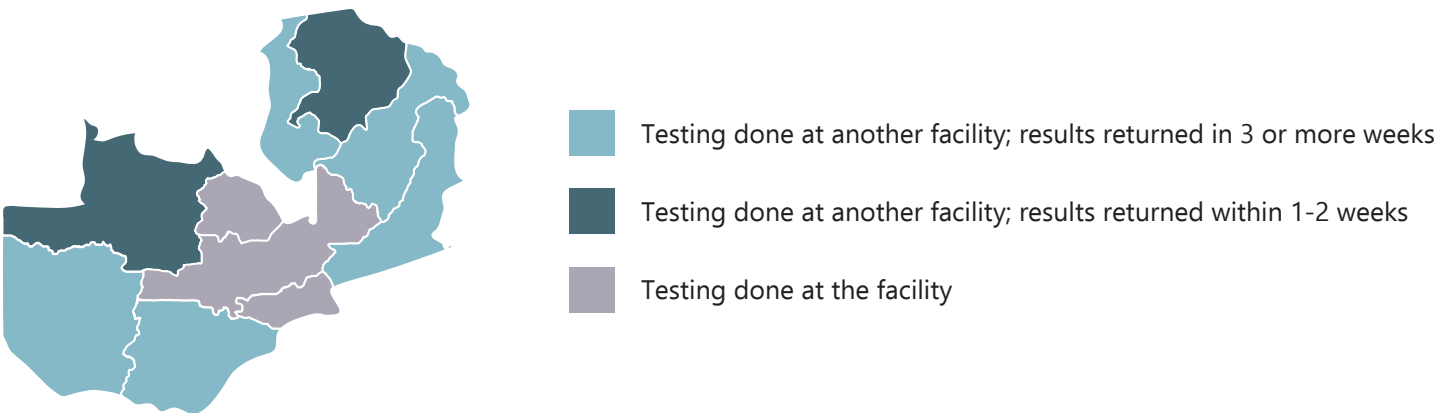 Testing done at another facility; results returned in 3 or more weeks
Testing done at another facility; results returned within 1-2 weeks
Testing done at the facility